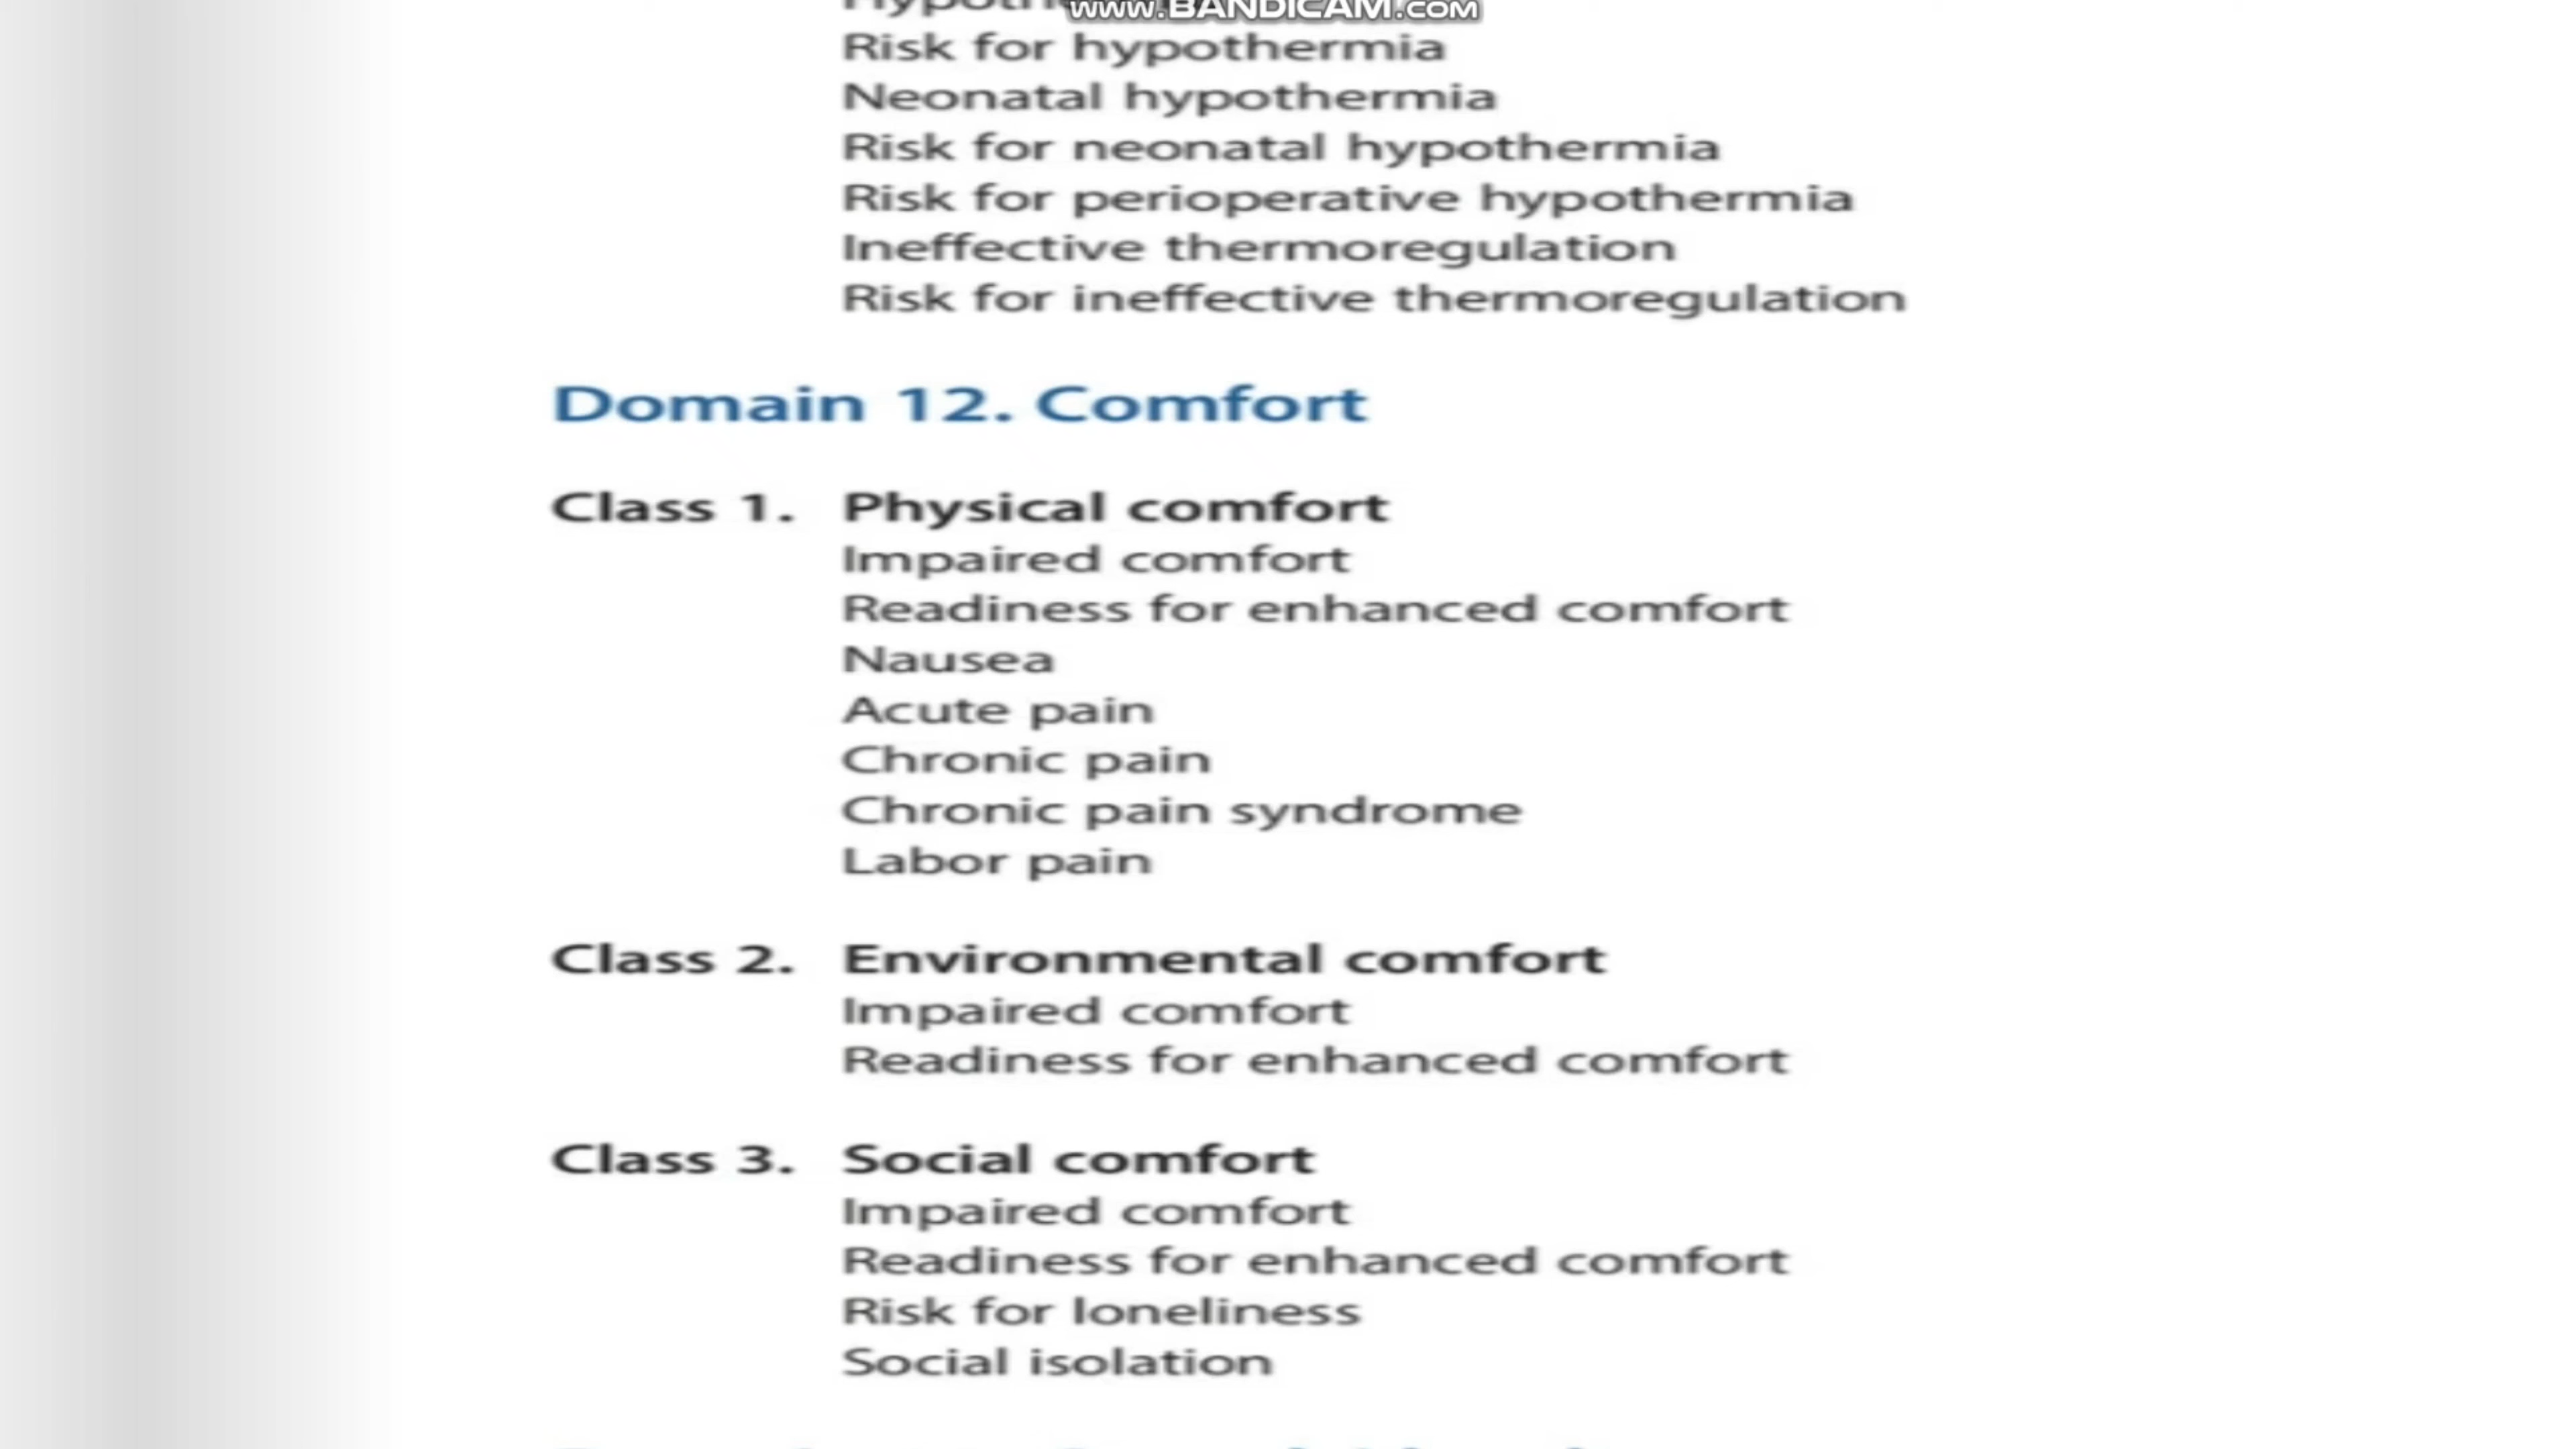 www.BANDICAM.com
Risk for hypothermia
Neonatal hypothermia
Risk for neonatal hypothermia
Risk for perioperative hypothermia
Ineffective thermoregulation
Risk for ineffective thermoregulation
Domain 12. Comfort
Class 1. Physical comfort
Impaired comfort
Readiness for enhanced comfort
Nausea
Acute pain
Chronic pain
Chronic pain syndrome
Labor pain
Class 2. Environmental comfort
Impaired comfort
Readiness for enhanced comfort
Class 3. Social comfort
Impaired comfort
Readiness for enhanced comfort
Risk for loneliness
Social isolation